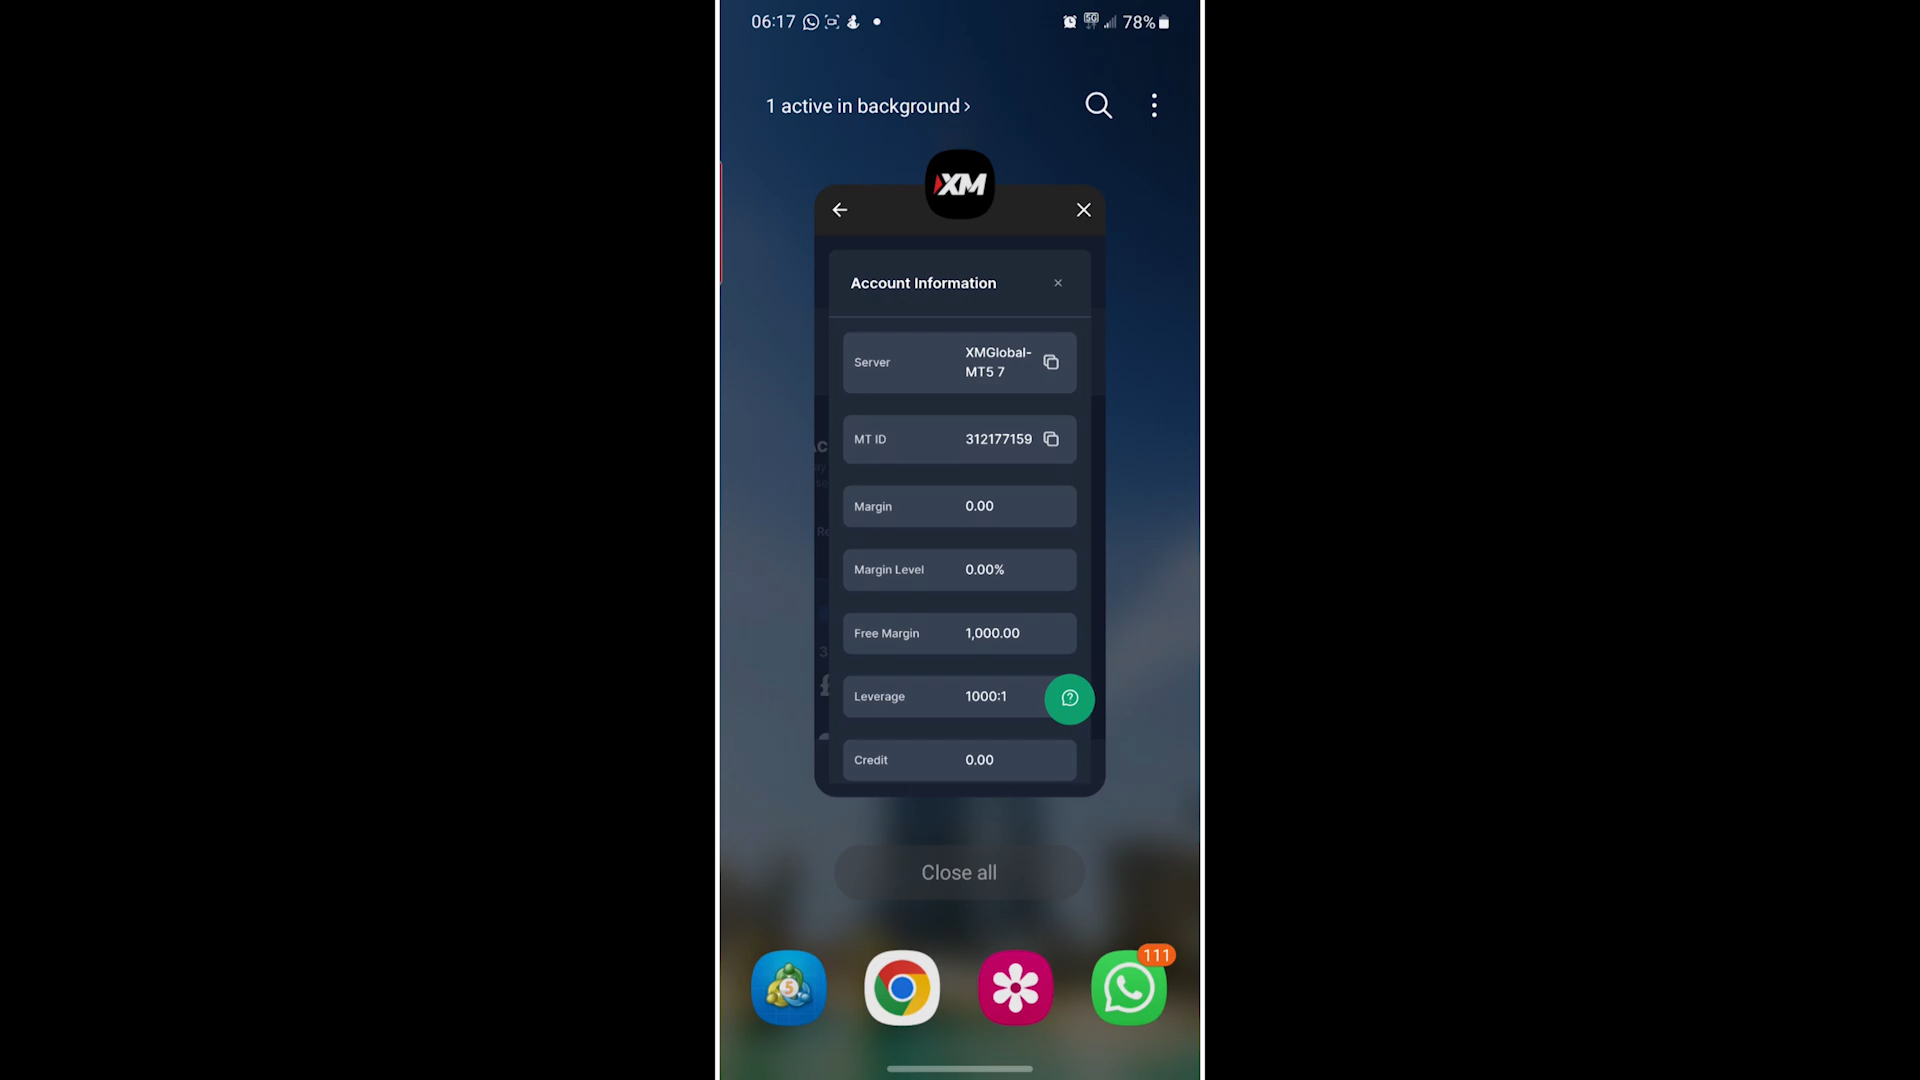 06:17
5G
78%
1 active in background ›
XM
Account Information
Server
XMGlobal-
MT5 7
MT ID
312177159
Margin
0.00
Margin Level
0.00%
Free Margin
1,000.00
Leverage
1000:1
Credit
0.00
Close all
5
111